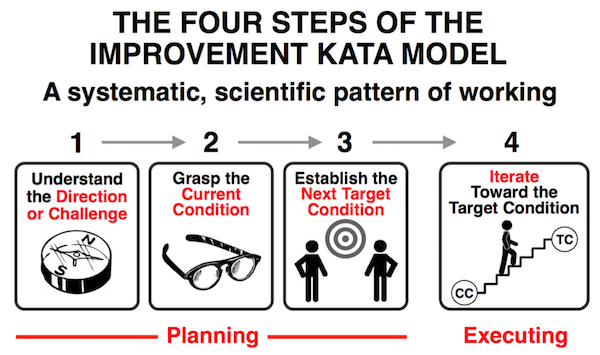 THE FOUR STEPS OF THE
IMPROVEMENT KATA MODEL
A systematic, scientific pattern of working
1 2 3 4
Understand
the Direction
or Challenge
N
S
Grasp the
Current
Condition
Establish the
Next Target
Condition
Iterate
Toward the
Target Condition
TC
CC
Planning
Executing